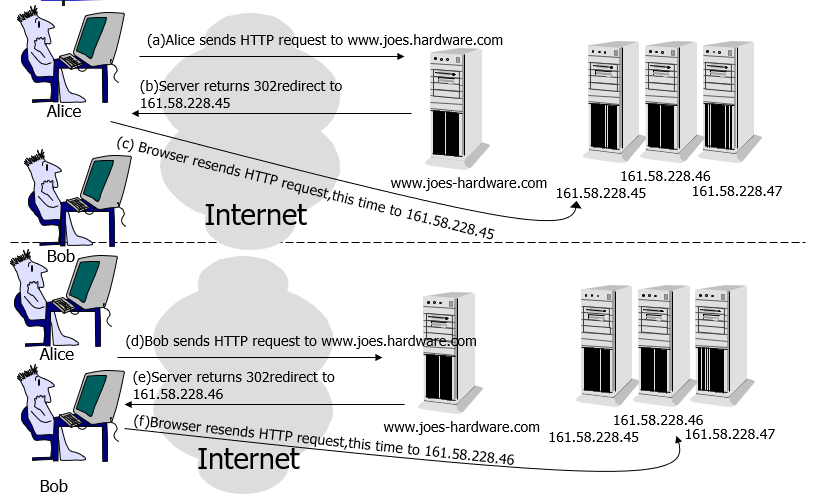 (a)Alice sends HTTP request to www.joes.hardware.com
(b)Server returns 302redirect to
161.58.228.45
Alice
(c) Browser resends HTTP request,this time to 161.58.228.45
www.joes-hardware.com
161.58.228.45
161.58.228.46
161.58.228.47
Internet
Bob
Alice
(d)Bob sends HTTP request to www.joes.hardware.com
(e)Server returns 302redirect to
161.58.228.46
(f)Browser resends HTTP request,this time to 161.58.228.46
www.joes-hardware.com
161.58.228.45
161.58.228.46
161.58.228.47
Internet
Bob